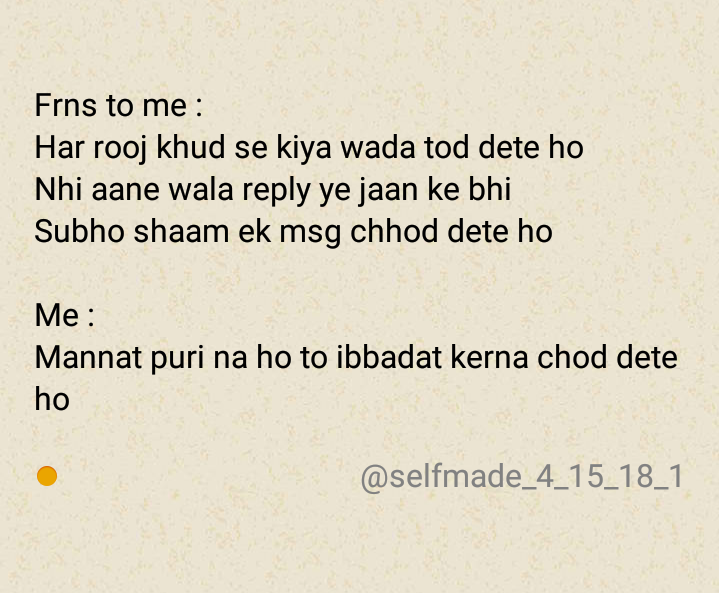 Frns to me :
Har rooj khud se kiya wada tod dete ho
Nhi aane wala reply ye jaan ke bhi
Subho shaam ek msg chhod dete ho
Me :
Mannat puri na ho to ibbadat kerna chod dete
ho
@selfmade_4_15_18_1